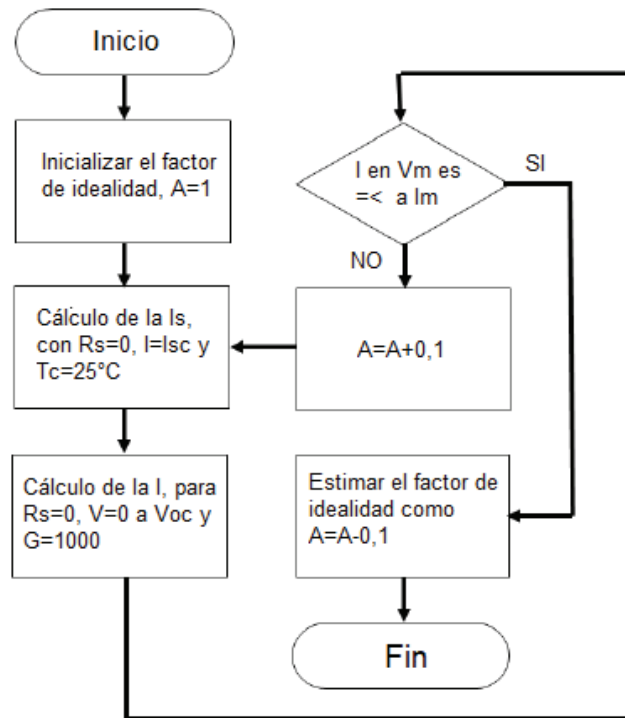 Inicio
Inicializar el factor
de idealidad, A=1
Cálculo de la Is,
con Rs=0, I=Isc y
Tc=25°C
Cálculo de la I, para
Rs=0, V=0 a Voc y
G=1000
I en Vm es
=< a Im
SI
NO
A=A+0,1
Estimar el factor de
idealidad como
A=A-0,1
Fin